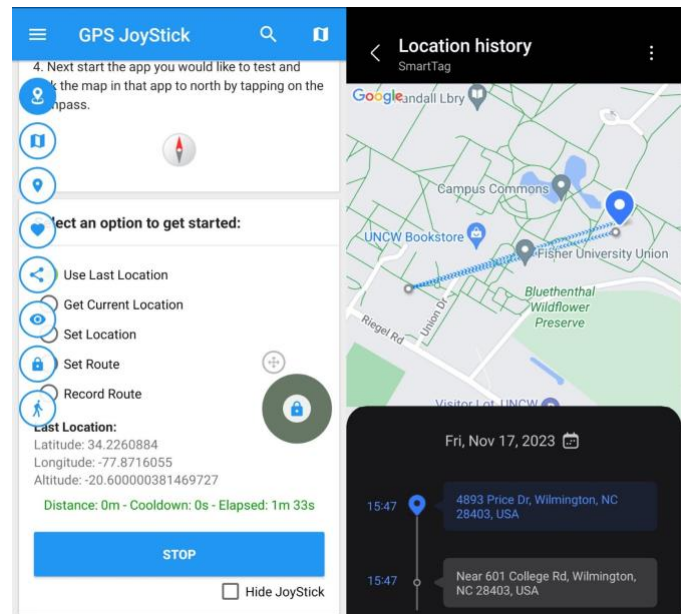 GPS JoyStick
4. Next start the app you would like to test and
the map in that app to north by tapping on the
mpass.
ect an option to get started:
Use Last Location
Get Current Location
Set Location
Set Route
Record Route
Last Location:
Latitude: 34.2260884
Longitude: -77.8716055
Altitude: -20.600000381469727
Distance: 0m - Cooldown: 0s - Elapsed: 1m 33s
STOP
Hide JoyStick
Location history
SmartTag
Google
andall Lbry
Campus Commons
UNCW Bookstore
Fisher University Union
Bluethenthal
Wildflower
Preserve
Union Dr
Riegel Rd
Visitor Lot, UNCW
Fri, Nov 17, 2023
15:47
4893 Price Dr, Wilmington, NC
28403, USA
15:47
Near 601 College Rd, Wilmington,
NC 28403, USA